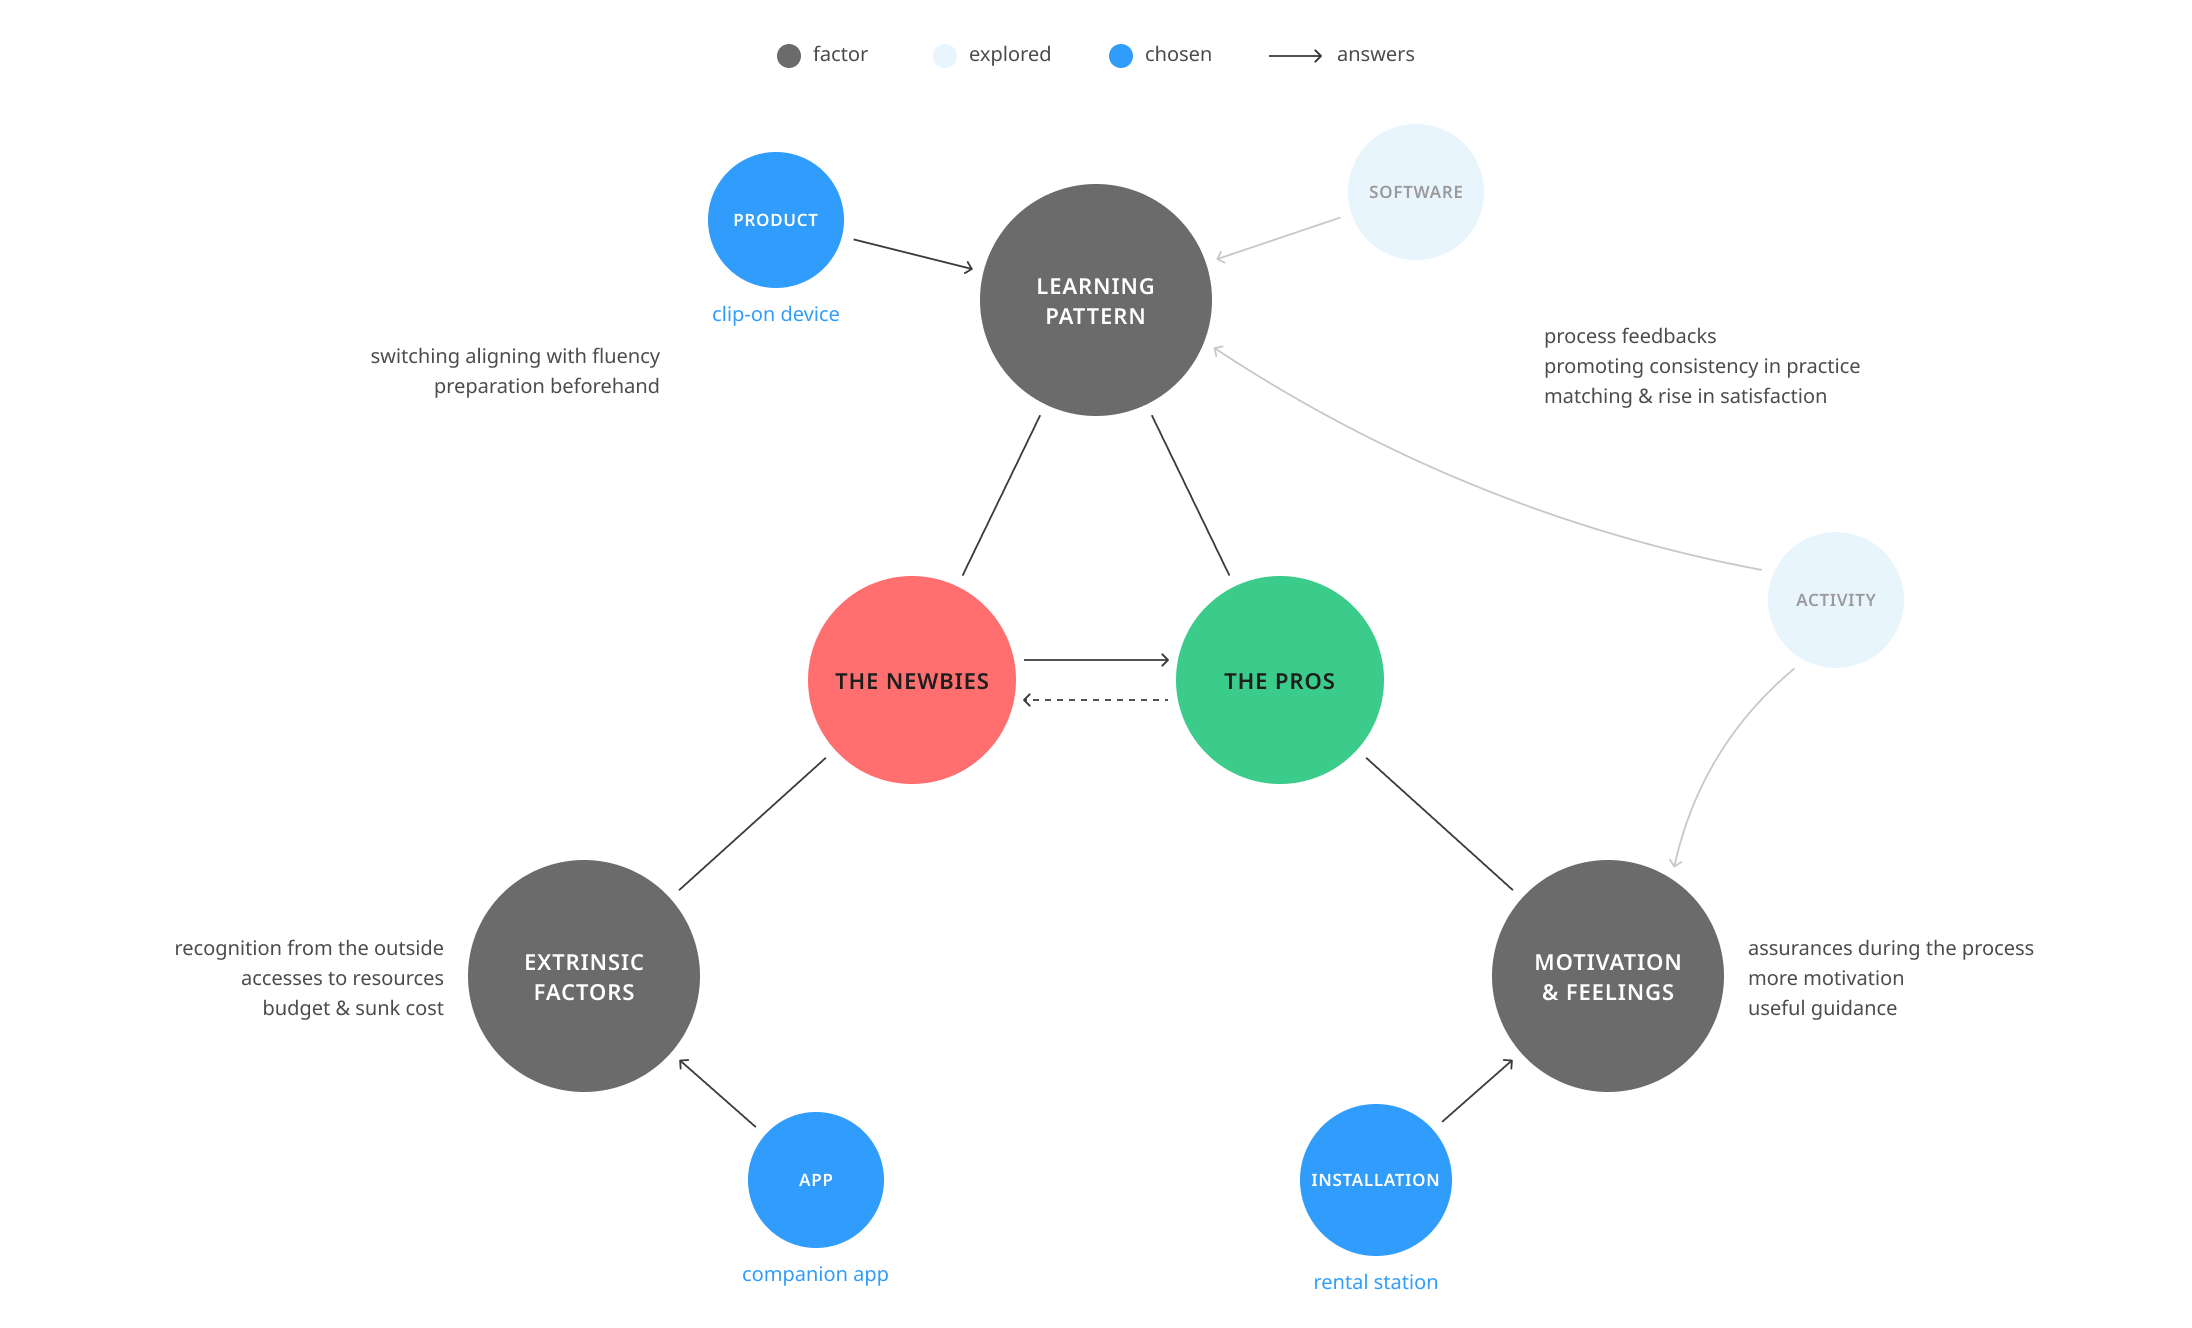 factor
explored
chosen
answers
SOFTWARE
PRODUCT
clip-on device
LEARNING
PATTERN
switching aligning with fluency
preparation beforehand
process feedbacks
promoting consistency in practice
matching & rise in satisfaction
ACTIVITY
THE NEWBIES
THE PROS
recognition from the outside
accesses to resources
budget & sunk cost
EXTRINSIC
FACTORS
MOTIVATION
& FEELINGS
assurances during the process
more motivation
useful guidance
APP
companion app
INSTALLATION
rental station